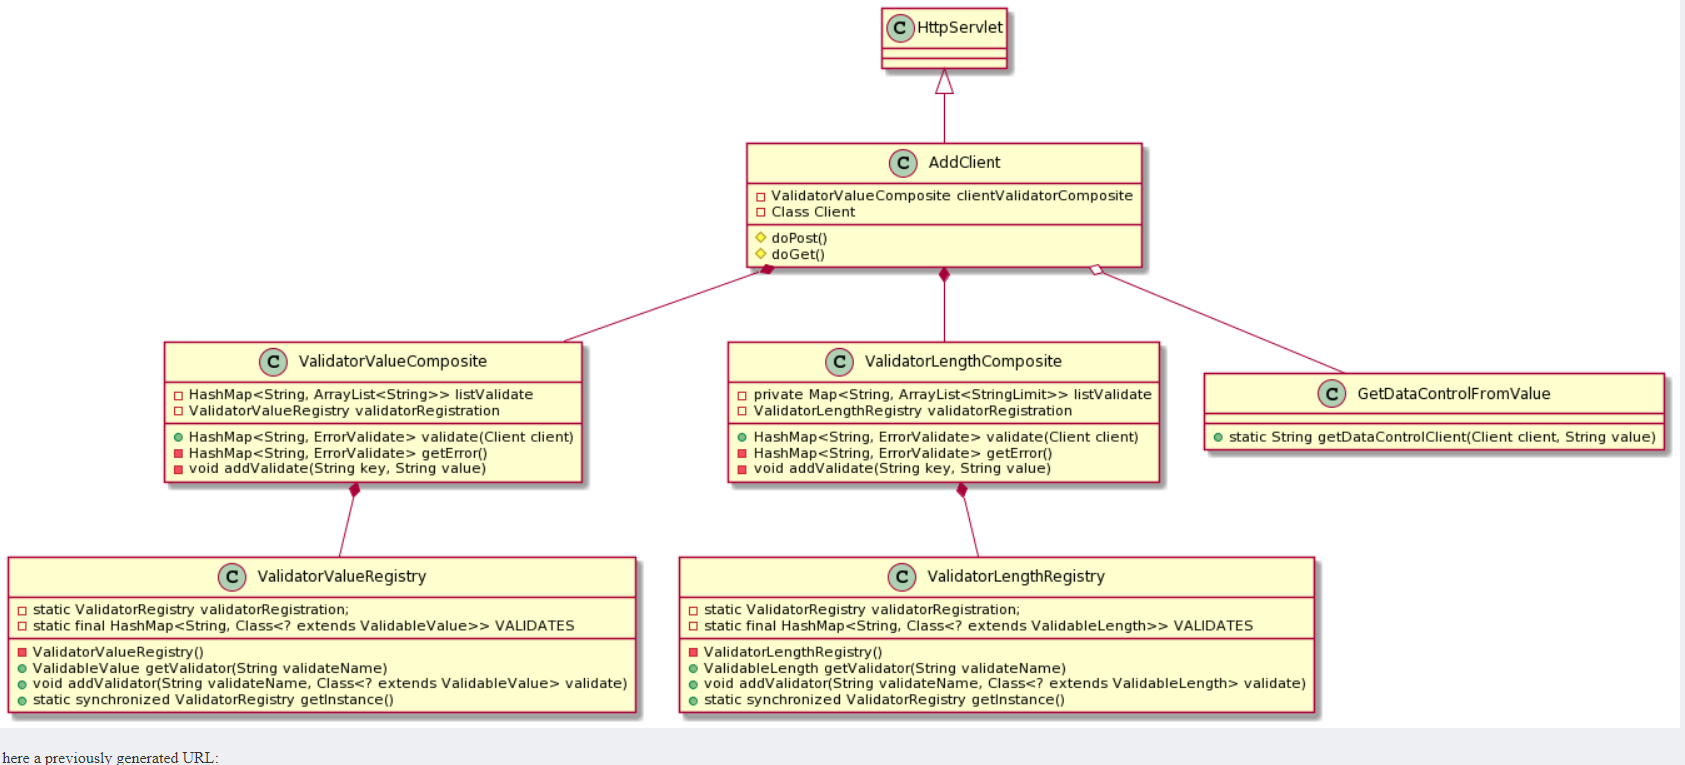 C HttpServlet
C AddClient
ValidatorValueComposite clientValidatorComposite
Class Client
doPost()
doGet()
C ValidatorValueComposite
HashMap<String, ArrayList<String>> listValidate
ValidatorValueRegistry validatorRegistration
HashMap<String, ErrorValidate> validate(Client client)
HashMap<String, ErrorValidate> getError()
void addValidate(String key, String value)
C ValidatorLengthComposite
private Map<String, ArrayList<StringLimit>> listValidate
ValidatorLengthRegistry validatorRegistration
HashMap<String, ErrorValidate> validate(Client client)
HashMap<String, ErrorValidate> getError()
void addValidate(String key, String value)
C GetDataControlFromValue
static String getDataControlClient(Client client, String value)
C ValidatorValueRegistry
static ValidatorRegistry validatorRegistration;
static final HashMap<String, Class<? extends ValidableValue>> VALIDATES
ValidatorValueRegistry()
ValidableValue getValidator(String validateName)
void addValidator(String validateName, Class<? extends ValidableValue> validate)
static synchronized ValidatorRegistry getInstance()
C ValidatorLengthRegistry
static ValidatorRegistry validatorRegistration;
static final HashMap<String, Class<? extends ValidableLength>> VALIDATES
ValidatorLengthRegistry()
ValidableLength getValidator(String validateName)
void addValidator(String validateName, Class<? extends ValidableLength> validate)
static synchronized ValidatorRegistry getInstance()
here a previously generated URL: